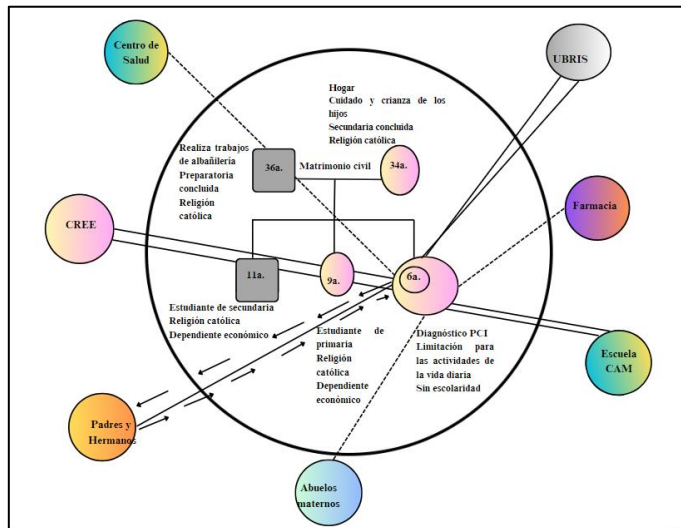 Centro de
Salud
UBRIS
Hogar
Cuidado y crianza de los
hijos
Secundaria concluida
Religión católica
Realiza trabajos
de albañilería
Preparatoria
concluida
Religión
católica
36a.
Matrimonio civil
34a.
CREE
Farmacia
11a.
9a.
6a.
Estudiante de secundaria
Religión católica
Dependiente económico
Estudiante de
primaria
Religión
católica
Dependiente
económico
Diagnóstico PCI
Limitación para
las actividades de
la vida diaria
Sin escolaridad
Escuela
CAM
Padres y
Hermanos
Abuelos
maternos